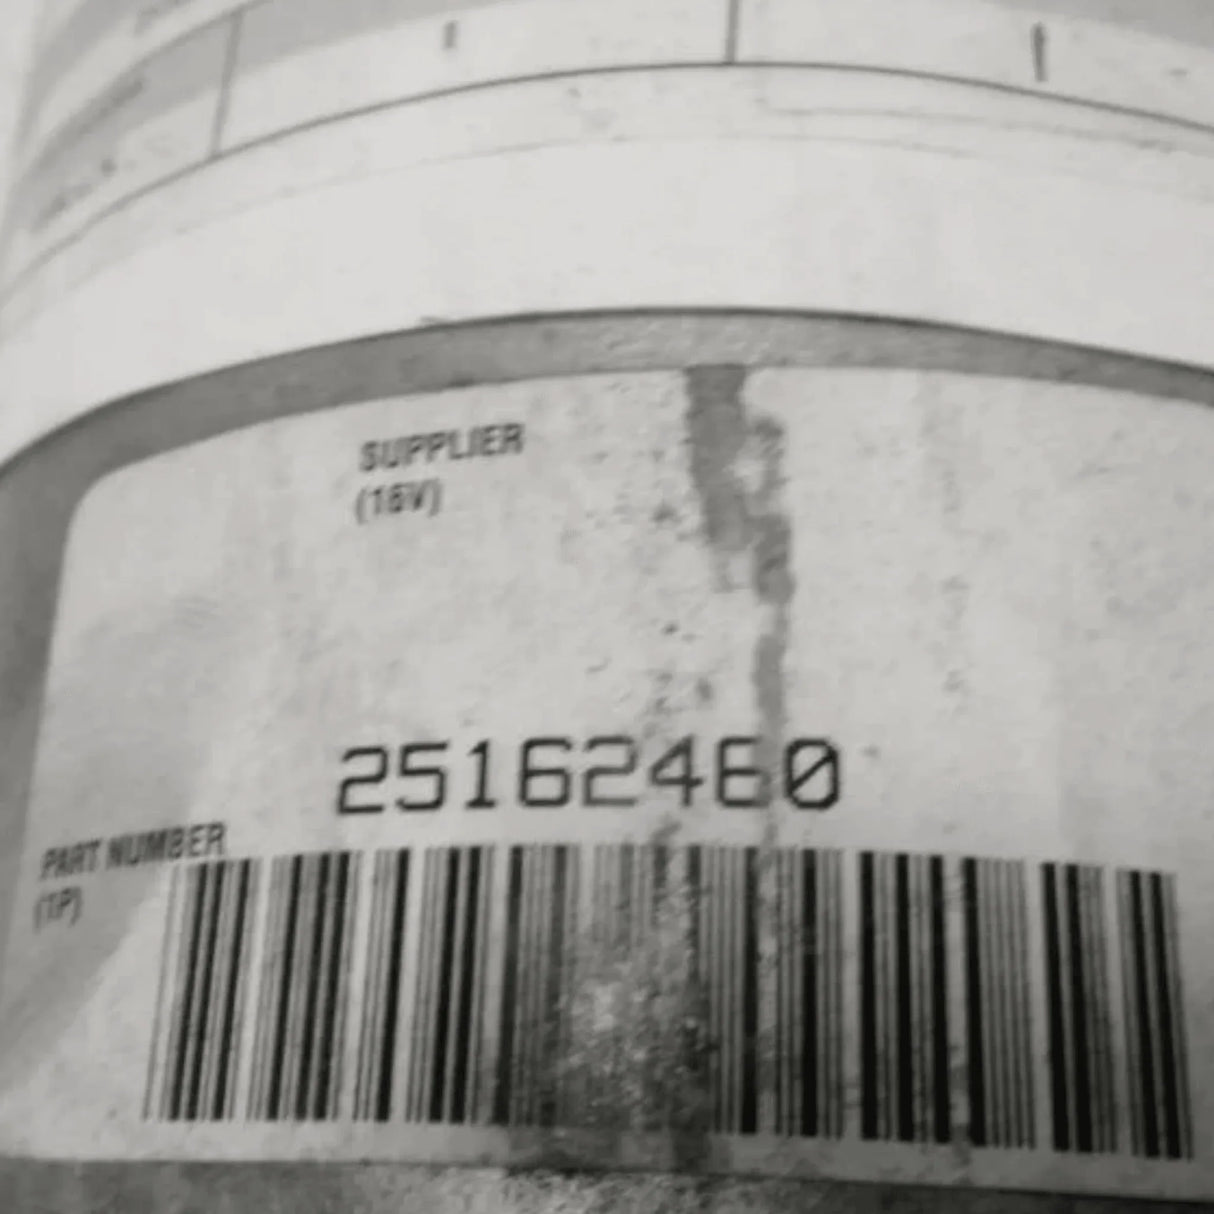 SUPPLIER
(16V)
25162460
PART NUMBER
(1P)